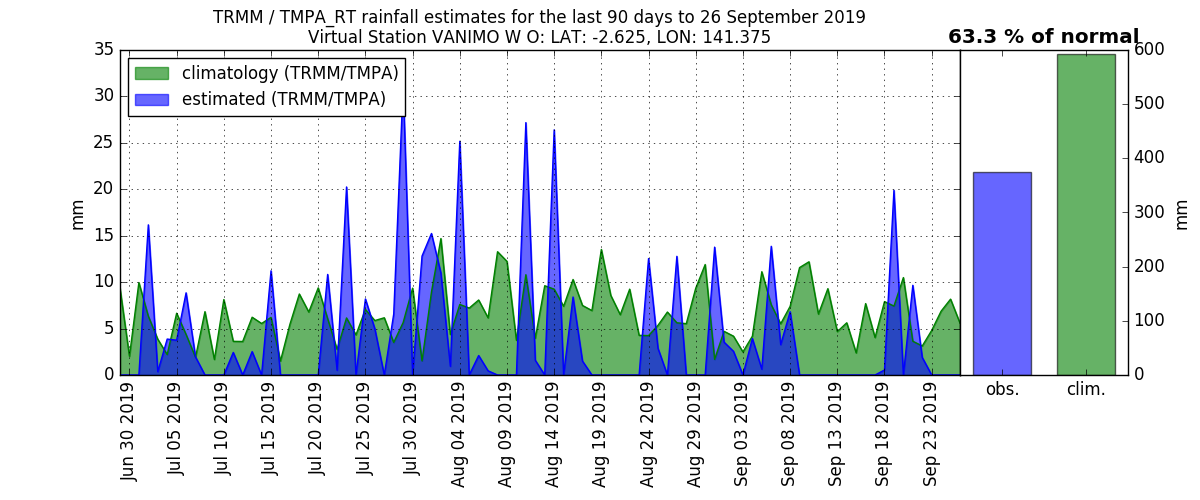 TRMM / TMPA_RT rainfall estimates for the last 90 days to 26 September 2019
Virtual Station VANIMO W O: LAT: -2.625, LON: 141.375
63.3 % of normal
climatology (TRMM/TMPA)
estimated (TRMM/TMPA)
mm
35
30
25
20
15
10
5
0
Jun 30 2019
Jul 05 2019
Jul 10 2019
Jul 15 2019
Jul 20 2019
Jul 25 2019
Jul 30 2019
Aug 04 2019
Aug 09 2019
Aug 14 2019
Aug 19 2019
Aug 24 2019
Aug 29 2019
Sep 03 2019
Sep 08 2019
Sep 13 2019
Sep 18 2019
Sep 23 2019
obs.
clim.
600
500
400
300
200
100
0
mm